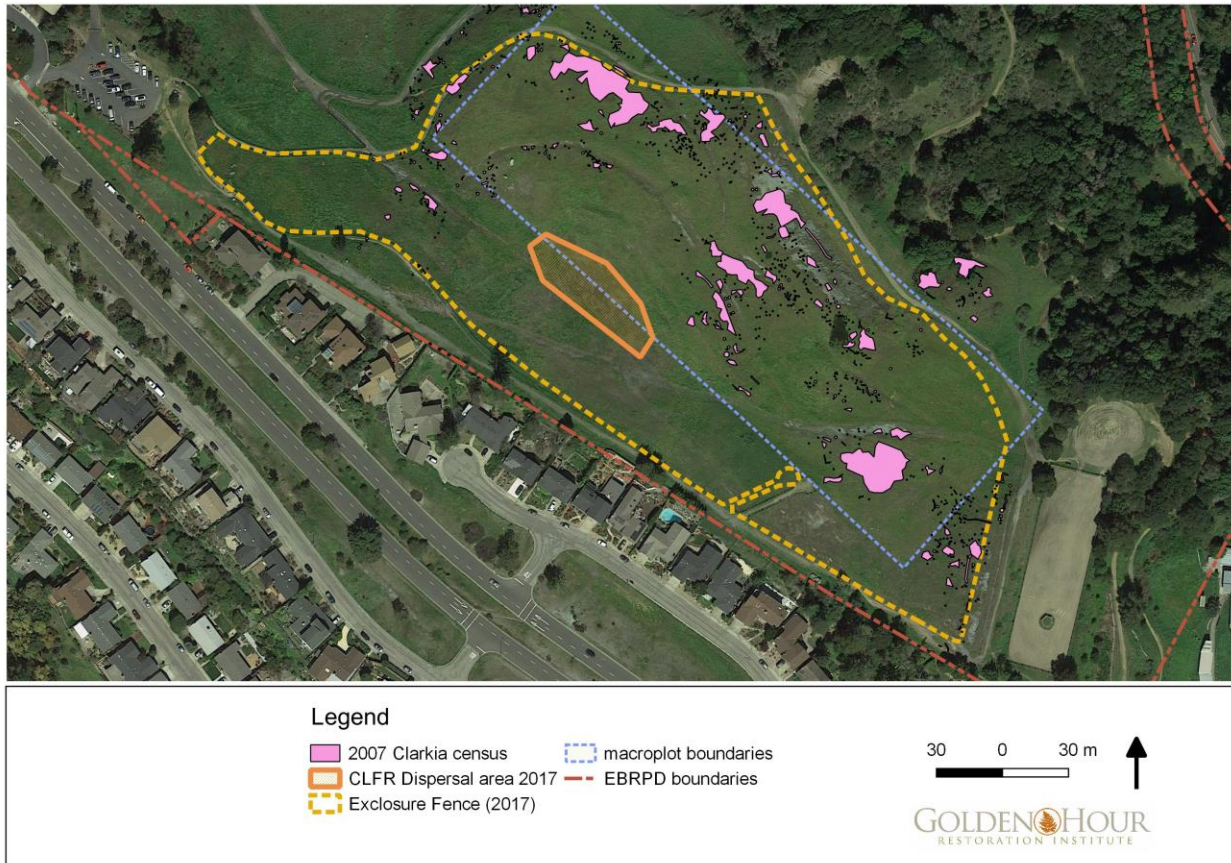 Legend
2007 Clarkia census
CLFR Dispersal area 2017
Exclosure Fence (2017)
macroplot boundaries
EBRPD boundaries
30 0 30 m
GOLDEN HOUR
RESTORATION INSTITUTE